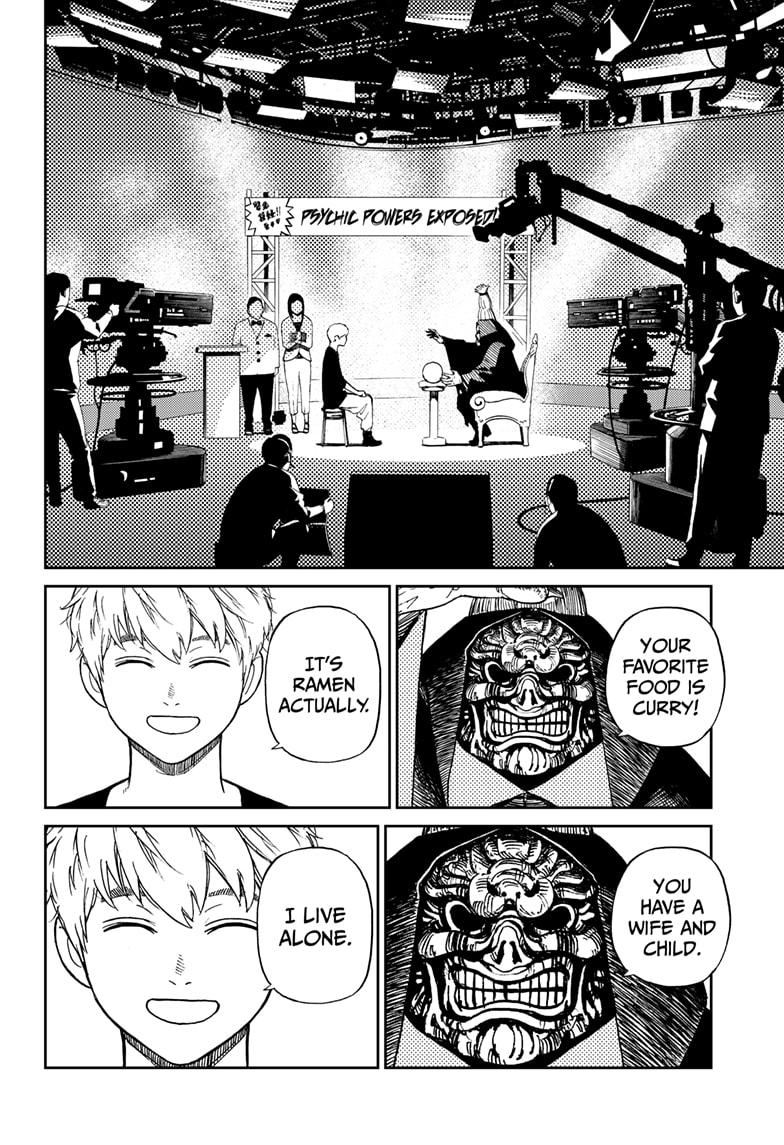 PSYCHIC POWERS EXPOSED!
YOUR
FAVORITE
FOOD IS
CURRY!
IT'S
RAMEN
ACTUALLY.
YOU
HAVE A
WIFE AND
CHILD.
I LIVE
ALONE.